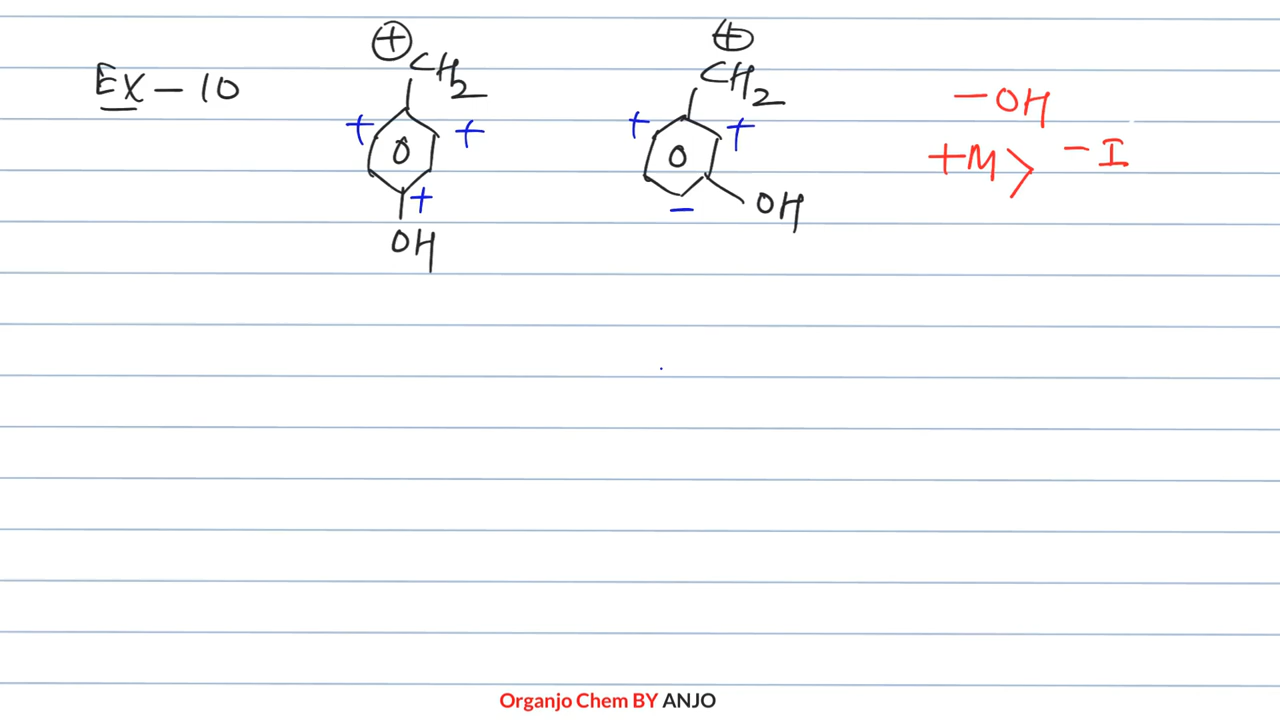 EX - 10
⊕
CH2
+ +
+
OH
⊕
CH2
+ +
-
OH
- OH
+M > - I
Organjo Chem BY ANJO